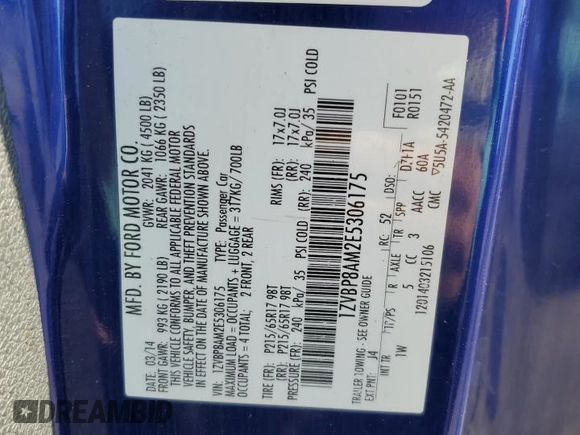 MFD. BY FORD MOTOR CO.
DATE: 03/14 GVWR: 2041 KG (4500 LB)
FRONT GAWR: 993 KG (2190 LB) REAR GAWR: 1066 KG (2350 LB)
THIS VEHICLE CONFORMS TO ALL APPLICABLE FEDERAL MOTOR
VEHICLE SAFETY, BUMPER, AND THEFT PREVENTION STANDARDS
IN EFFECT ON THE DATE OF MANUFACTURE SHOWN ABOVE.
VIN: 1ZVBP8AM2E5306175 TYPE: Passenger Car
MAXIMUM LOAD = OCCUPANTS + LUGGAGE = 317KG/700LB
OCCUPANTS = 4 TOTAL: 2 FRONT, 2 REAR
TIRE (FR): P215/65R17 98T RIMS (FR): 17x7.0J
TIRE (RR): P215/65R17 98T (RR): 17x7.0J
PRESSURE (FR): 240 kPa/ 35 PSI COLD (RR): 240 kPa/ 35 PSI COLD
1ZVBP8AM2E5306175
TRAILER TOWING - SEE OWNER GUIDE F0101
EXT PNT: J4 RC: 52 DSO: R0151
INT TR TP/PS R AXLE TR SPP D7F1A
1W 5 CC 3 AACC 60A
1201403215106 CMC 5U5A-5420472-AA
DREAMBID